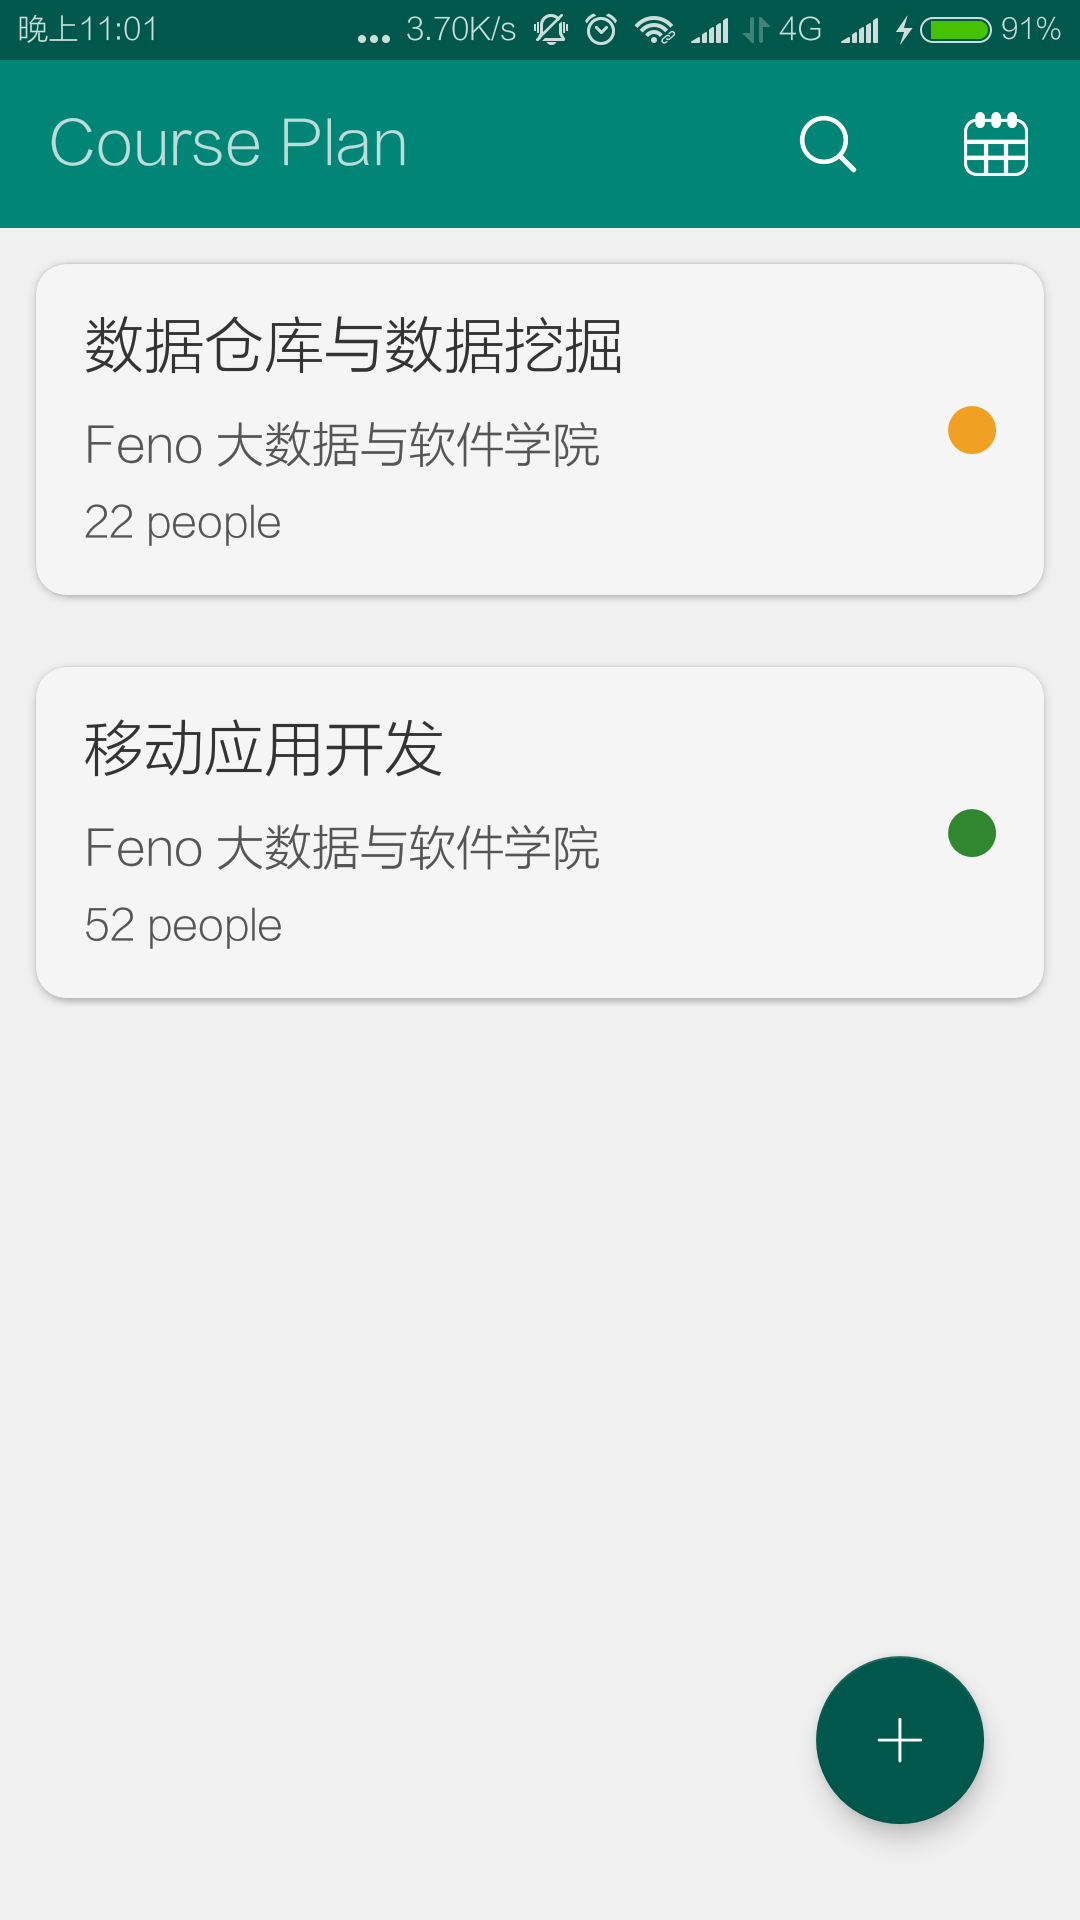 晚上11:01 ... 3.70K/s 4G 91%
Course Plan
数据仓库与数据挖掘
Feno 大数据与软件学院
22 people
移动应用开发
Feno 大数据与软件学院
52 people